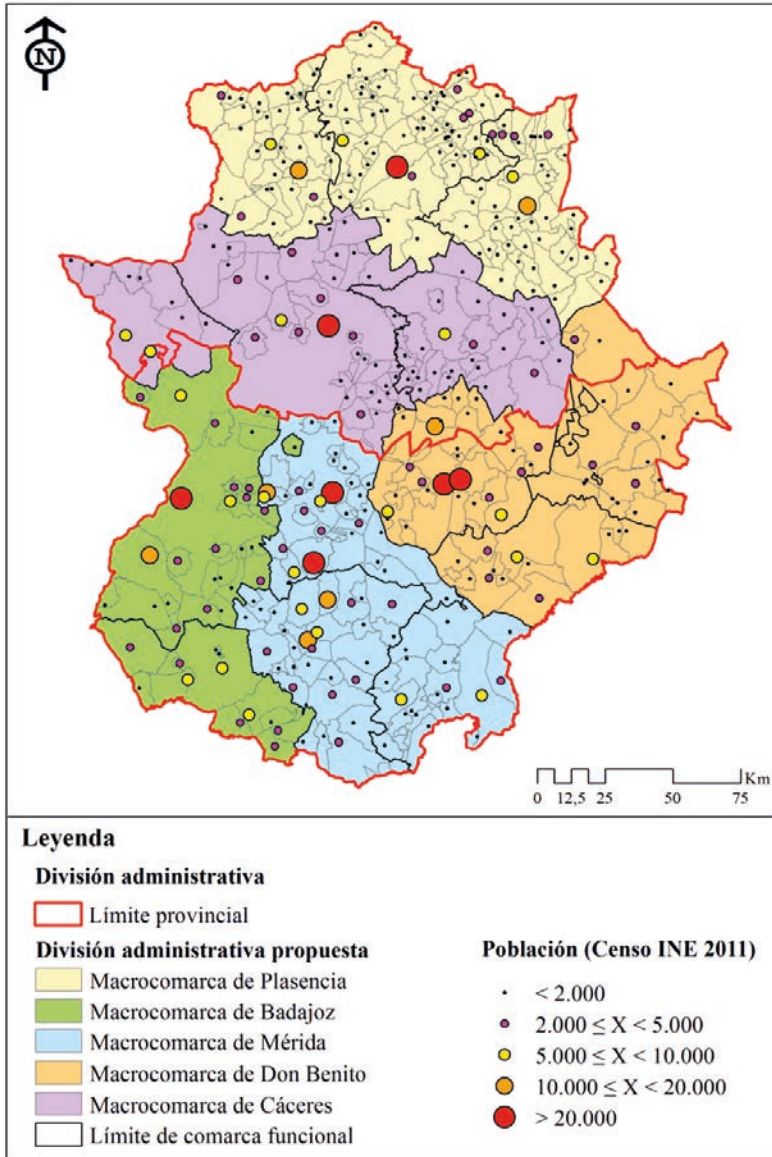 N
Km
0 12,5 25 50 75
Leyenda
División administrativa
Límite provincial
División administrativa propuesta
Macrocomarca de Plasencia
Macrocomarca de Badajoz
Macrocomarca de Mérida
Macrocomarca de Don Benito
Macrocomarca de Cáceres
Límite de comarca funcional
Población (Censo INE 2011)
< 2.000
2.000 ≤ X < 5.000
5.000 ≤ X < 10.000
10.000 ≤ X < 20.000
> 20.000